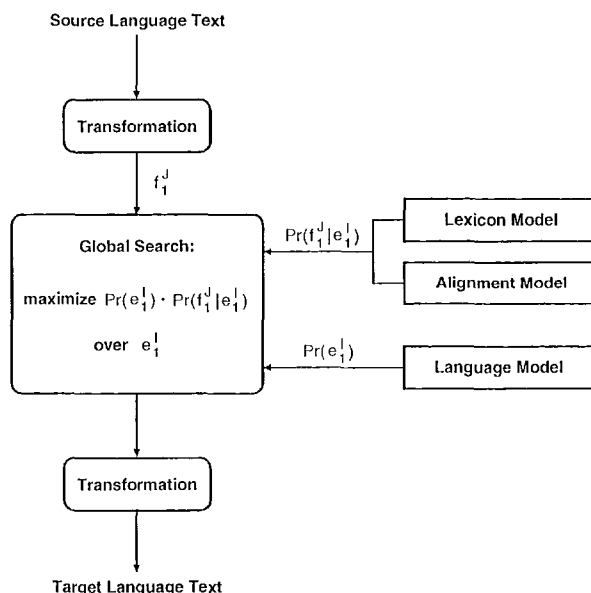 Source Language Text
Transformation
f₁ᴶ
Global Search:
maximize Pr(e₁ᴵ) · Pr(f₁ᴶ|e₁ᴵ)
over e₁ᴵ
Pr(f₁ᴶ|e₁ᴵ)
Lexicon Model
Alignment Model
Pr(e₁ᴵ)
Language Model
Transformation
Target Language Text